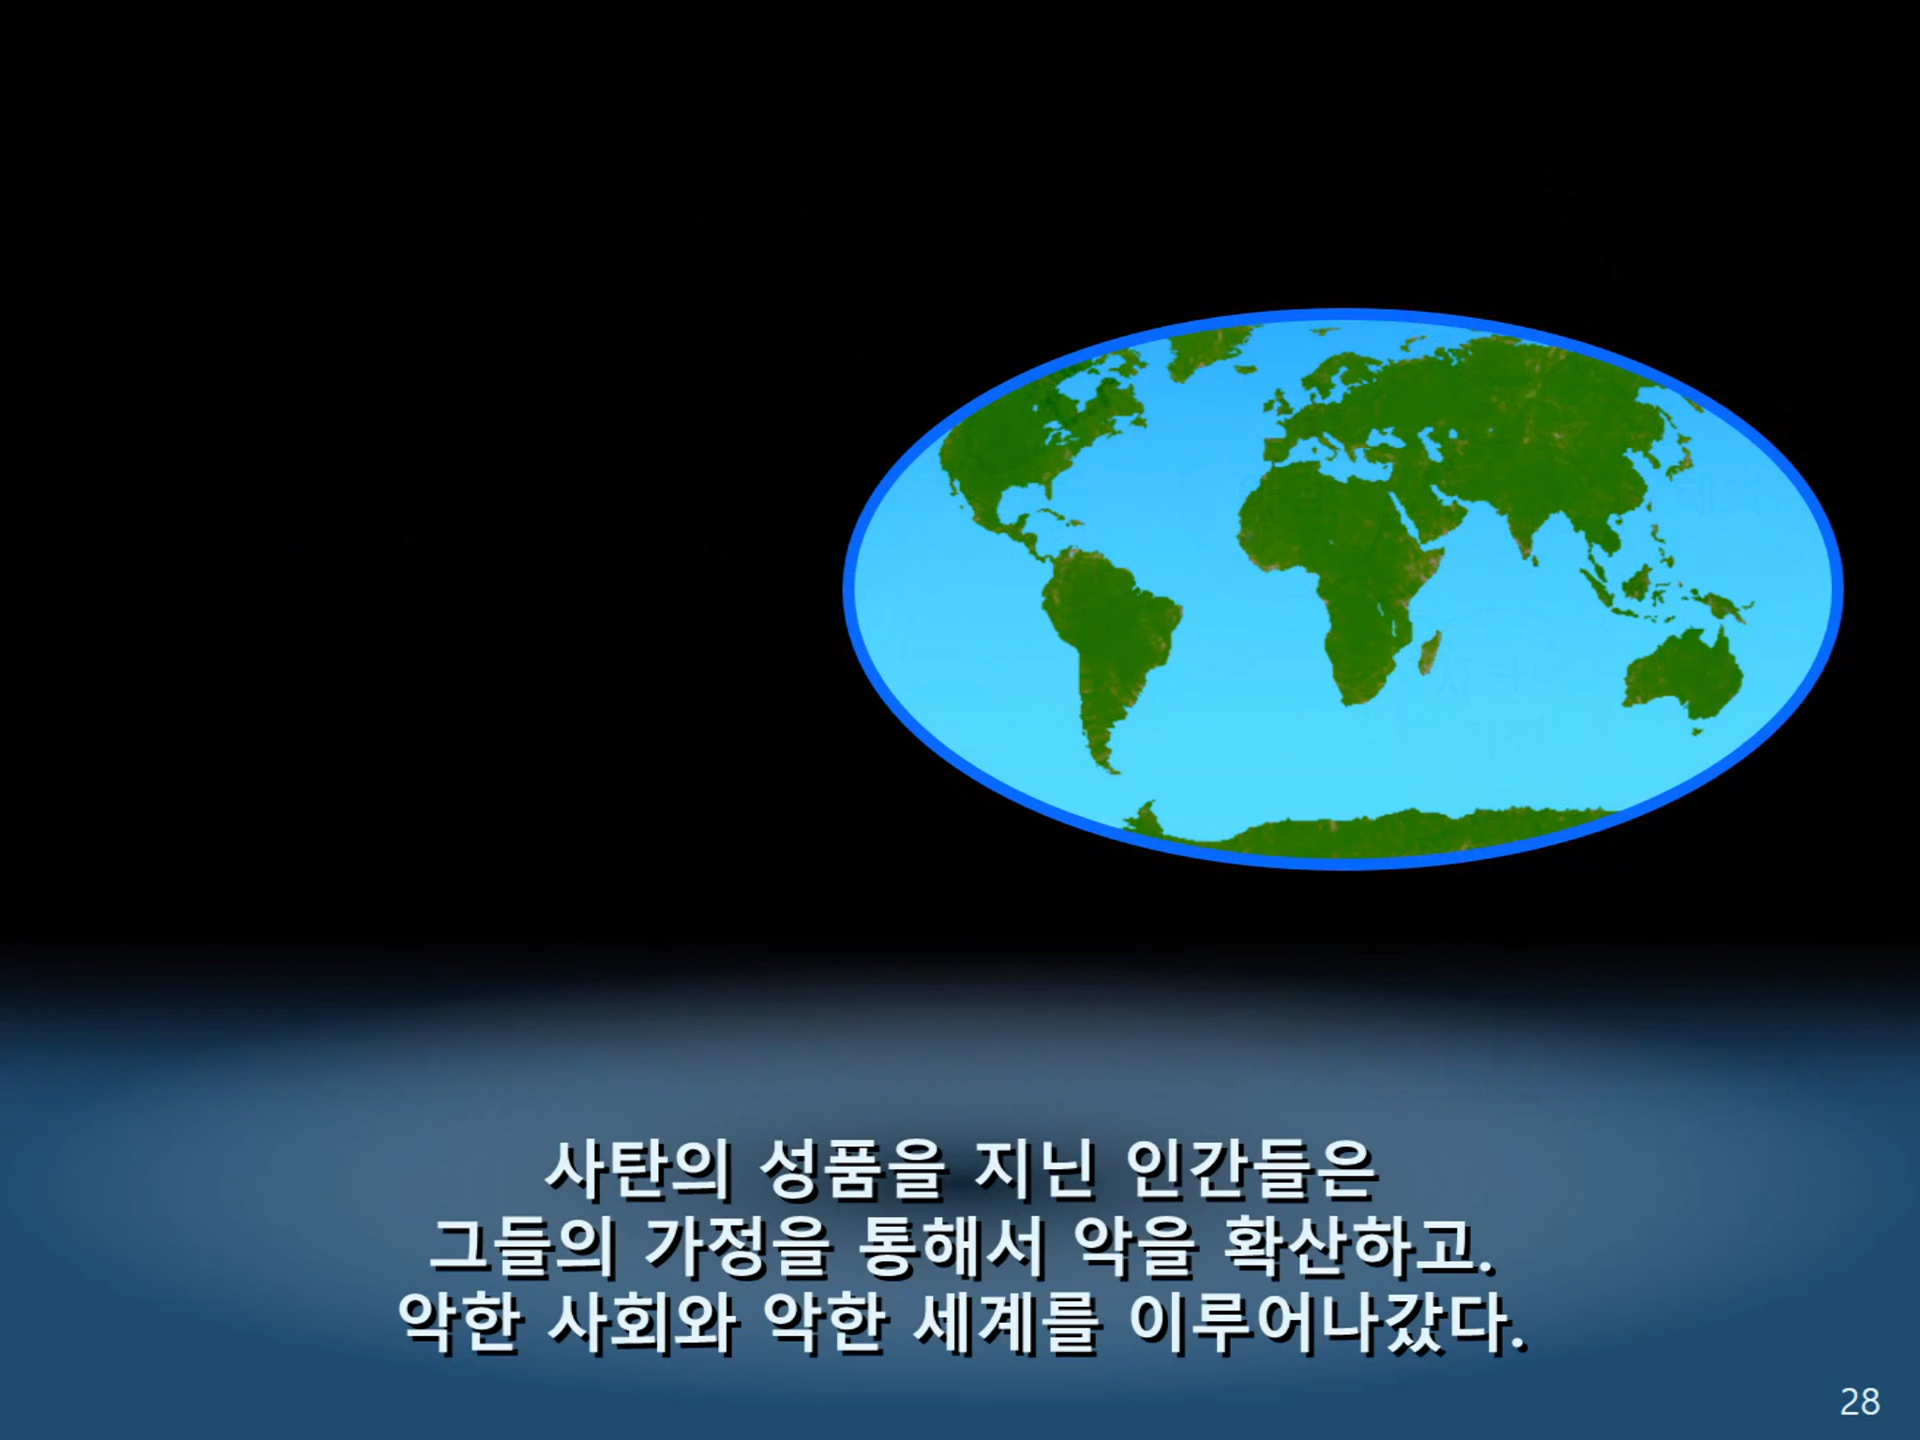 사탄의 성품을 지닌 인간들은
그들의 가정을 통해서 악을 확산하고.
악한 사회와 악한 세계를 이루어나갔다.
28